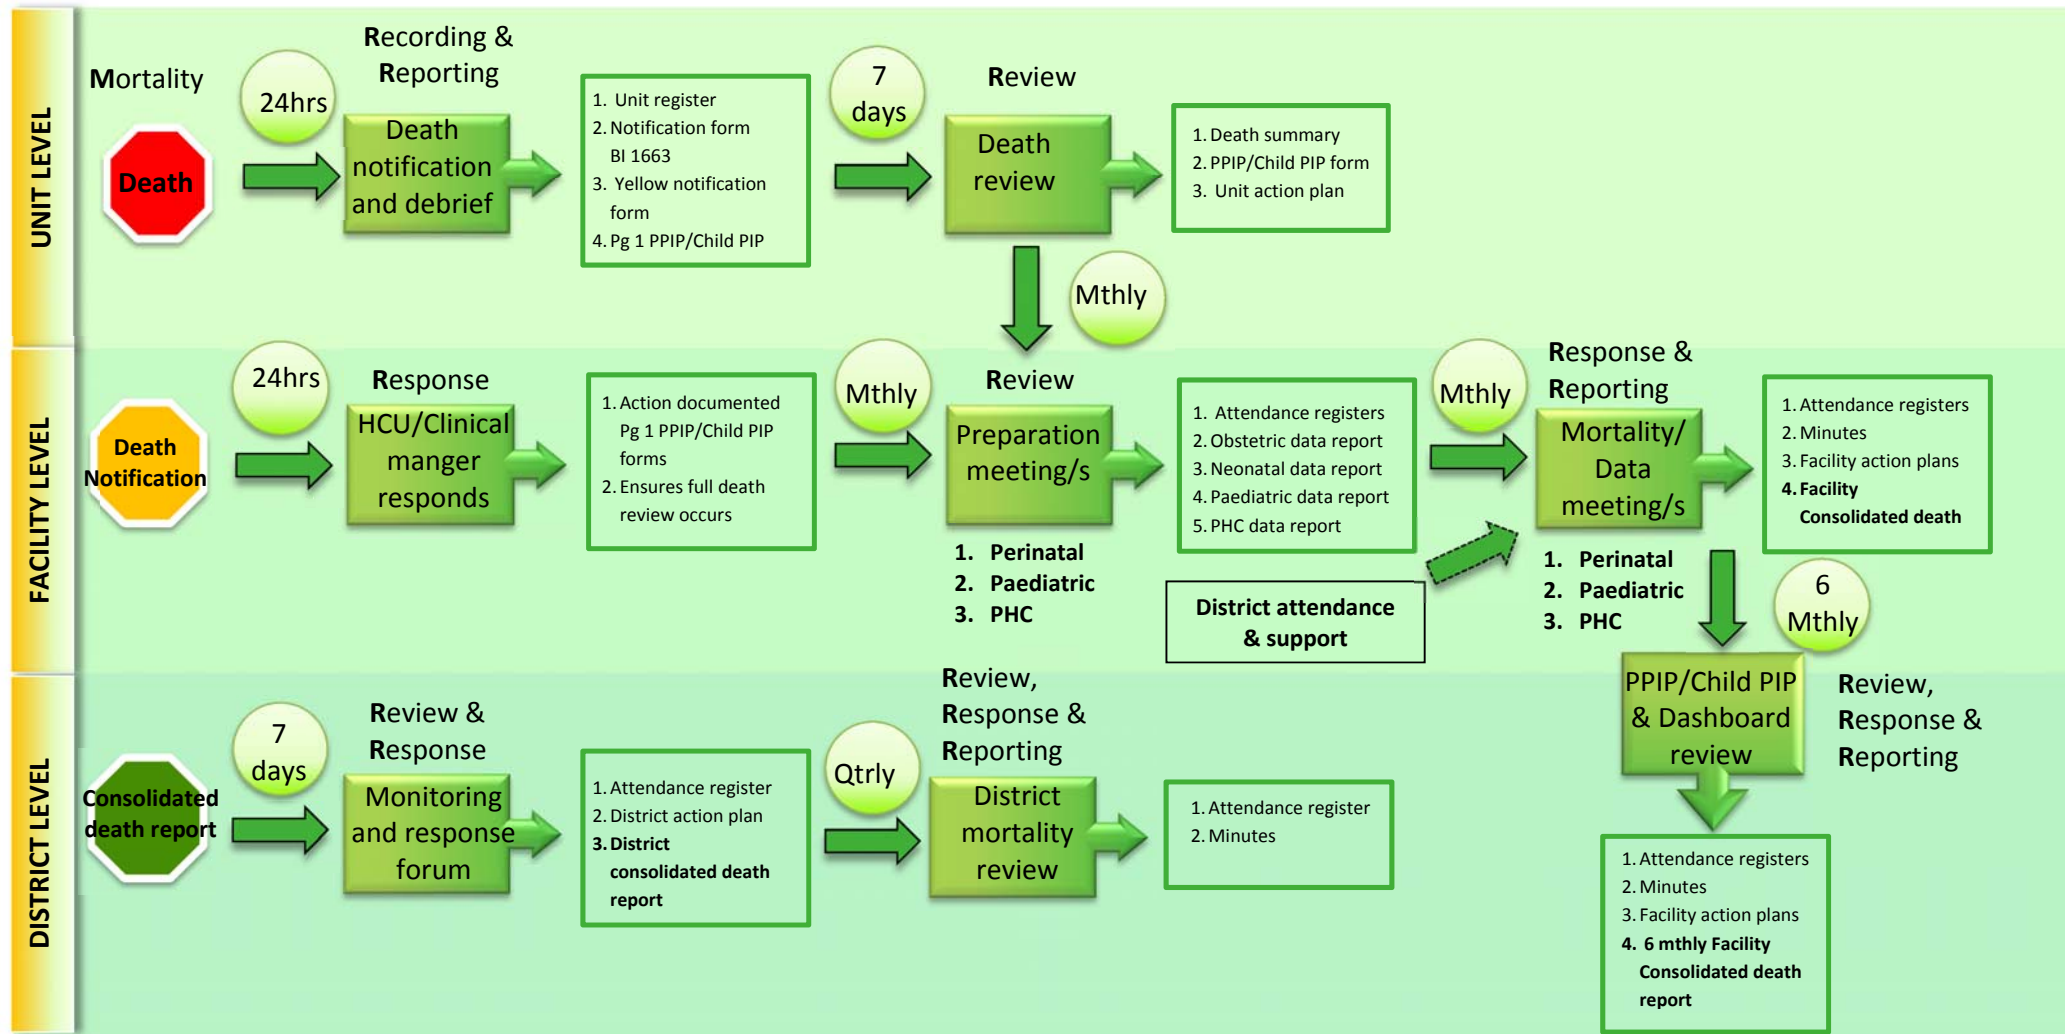 UNIT LEVEL
Mortality
Death
24hrs
Recording &
Reporting
Death
notification
and debrief
1. Unit register
2. Notification form
BI 1663
3. Yellow notification
form
4. Pg 1 PPIP/Child PIP
7
days
Review
Death
review
1. Death summary
2. PPIP/Child PIP form
3. Unit action plan
Mthly
FACILITY LEVEL
Death
Notification
24hrs
Response
HCU/Clinical
manger
responds
1. Action documented
Pg 1 PPIP/Child PIP
forms
2. Ensures full death
review occurs
Mthly
Review
Preparation
meeting/s
1. Perinatal
2. Paediatric
3. PHC
1. Attendance registers
2. Obstetric data report
3. Neonatal data report
4. Paediatric data report
5. PHC data report
District attendance
& support
Mthly
Response &
Reporting
Mortality/
Data
meeting/s
1. Perinatal
2. Paediatric
3. PHC
1. Attendance registers
2. Minutes
3. Facility action plans
4. Facility
Consolidated death
6
Mthly
DISTRICT LEVEL
Consolidated
death report
7
days
Review &
Response
Monitoring
and response
forum
1. Attendance register
2. District action plan
3. District
consolidated death
report
Qtrly
Review,
Response &
Reporting
District
mortality
review
1. Attendance register
2. Minutes
PPIP/Child PIP
& Dashboard
review
Review,
Response &
Reporting
1. Attendance registers
2. Minutes
3. Facility action plans
4. 6 mthly Facility
Consolidated death
report